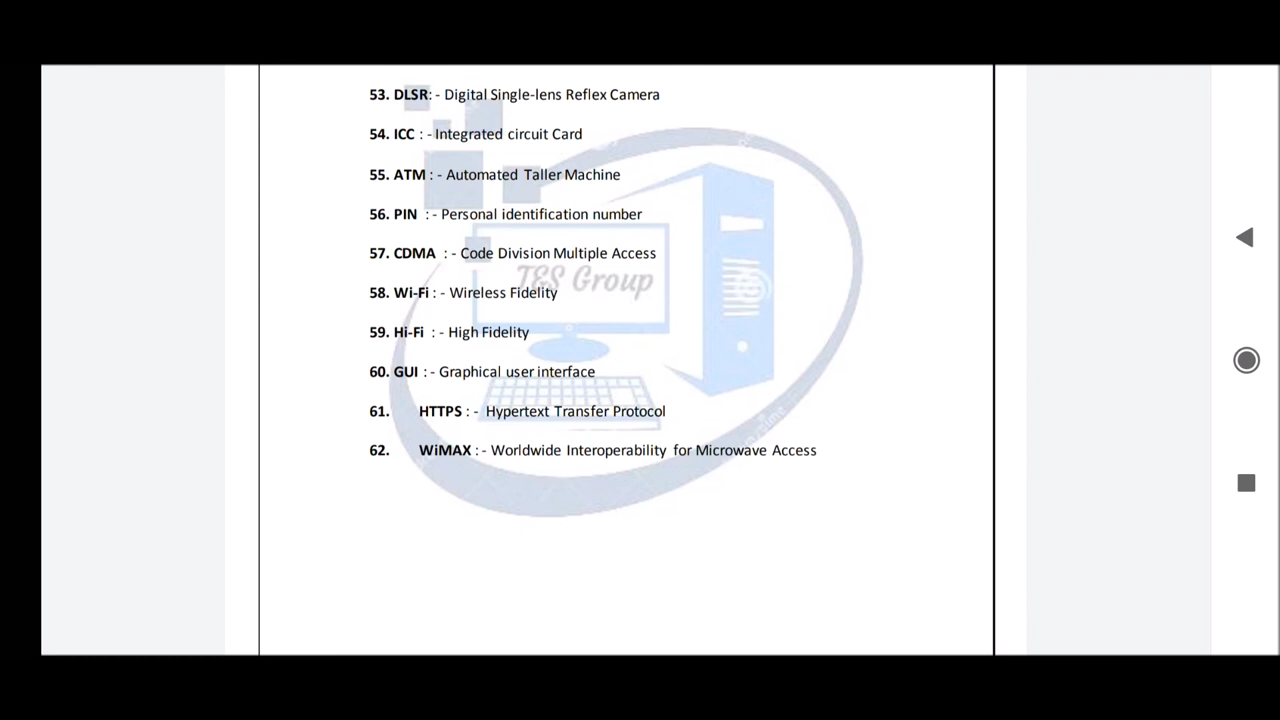 53. DLSR: - Digital Single-lens Reflex Camera
54. ICC : - Integrated circuit Card
55. ATM : - Automated Taller Machine
56. PIN : - Personal identification number
57. CDMA : - Code Division Multiple Access
T&S Group
58. Wi-Fi : - Wireless Fidelity
59. Hi-Fi : - High Fidelity
60. GUI : - Graphical user interface
61. HTTPS : - Hypertext Transfer Protocol
62. WiMAX : - Worldwide Interoperability for Microwave Access